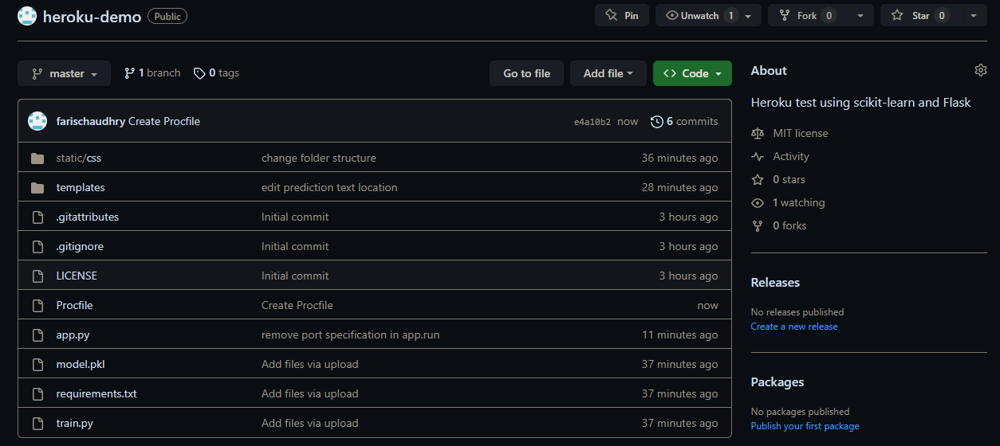 heroku-demo Public Pin Unwatch 1 Fork 0 Star 0
master 1 branch 0 tags Go to file Add file Code
farischaudhry Create Procfile e4a10b2 now 6 commits
static/css change folder structure 36 minutes ago
templates edit prediction text location 28 minutes ago
.gitattributes Initial commit 3 hours ago
.gitignore Initial commit 3 hours ago
LICENSE Initial commit 3 hours ago
Procfile Create Procfile now
app.py remove port specification in app.run 11 minutes ago
model.pkl Add files via upload 37 minutes ago
requirements.txt Add files via upload 37 minutes ago
train.py Add files via upload 37 minutes ago
About
Heroku test using scikit-learn and Flask
MIT license
Activity
0 stars
1 watching
0 forks
Releases
No releases published
Create a new release
Packages
No packages published
Publish your first package